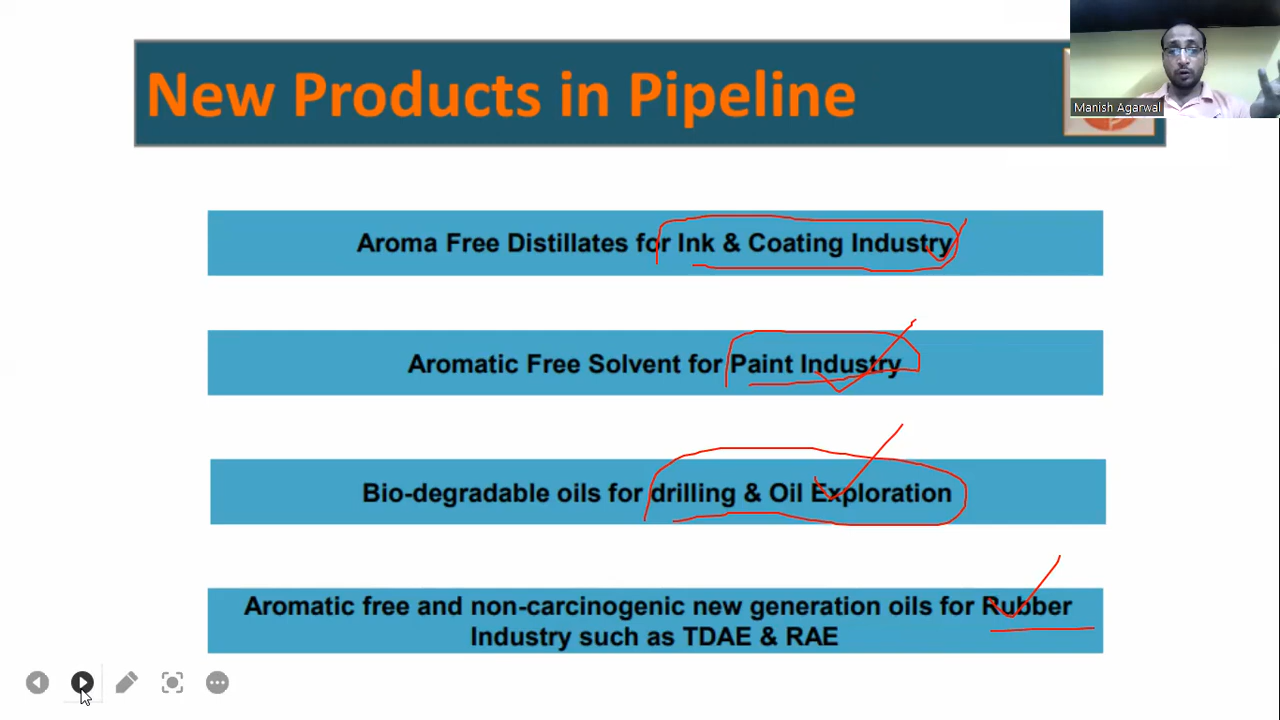 New Products in Pipeline
Manish Agarwal
Aroma Free Distillates for Ink & Coating Industry
Aromatic Free Solvent for Paint Industry
Bio-degradable oils for drilling & Oil Exploration
Aromatic free and non-carcinogenic new generation oils for Rubber
Industry such as TDAE & RAE